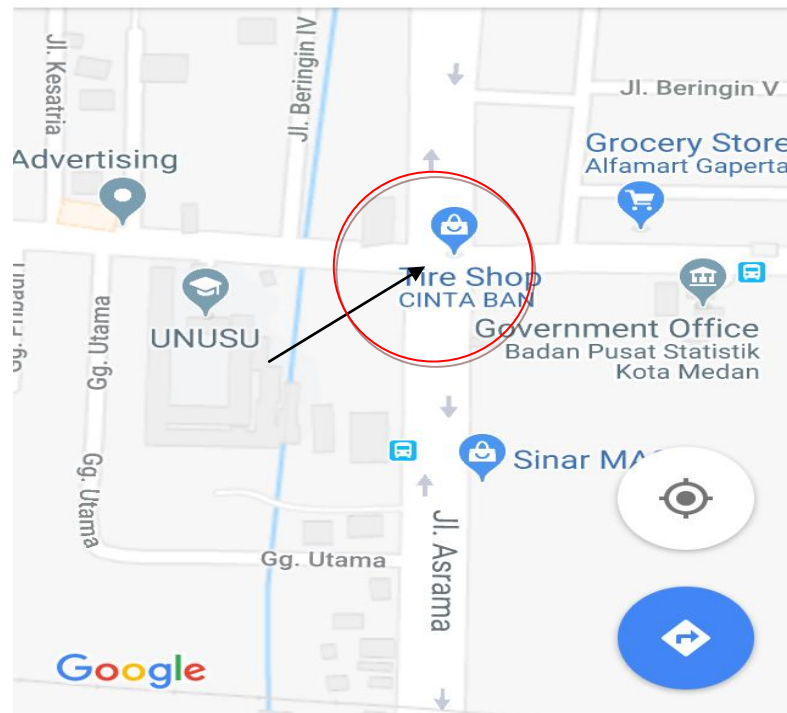 Jl. Kesatria
Jl. Beringin IV
Jl. Beringin V
Advertising
Grocery Store
Alfamart Gaperta
Tire Shop
CINTA BAN
UNUSU
Government Office
Badan Pusat Statistik
Kota Medan
Gg. Utama
Gg. Utama
Sinar
Gg. Utama
Jl. Asrama
Google